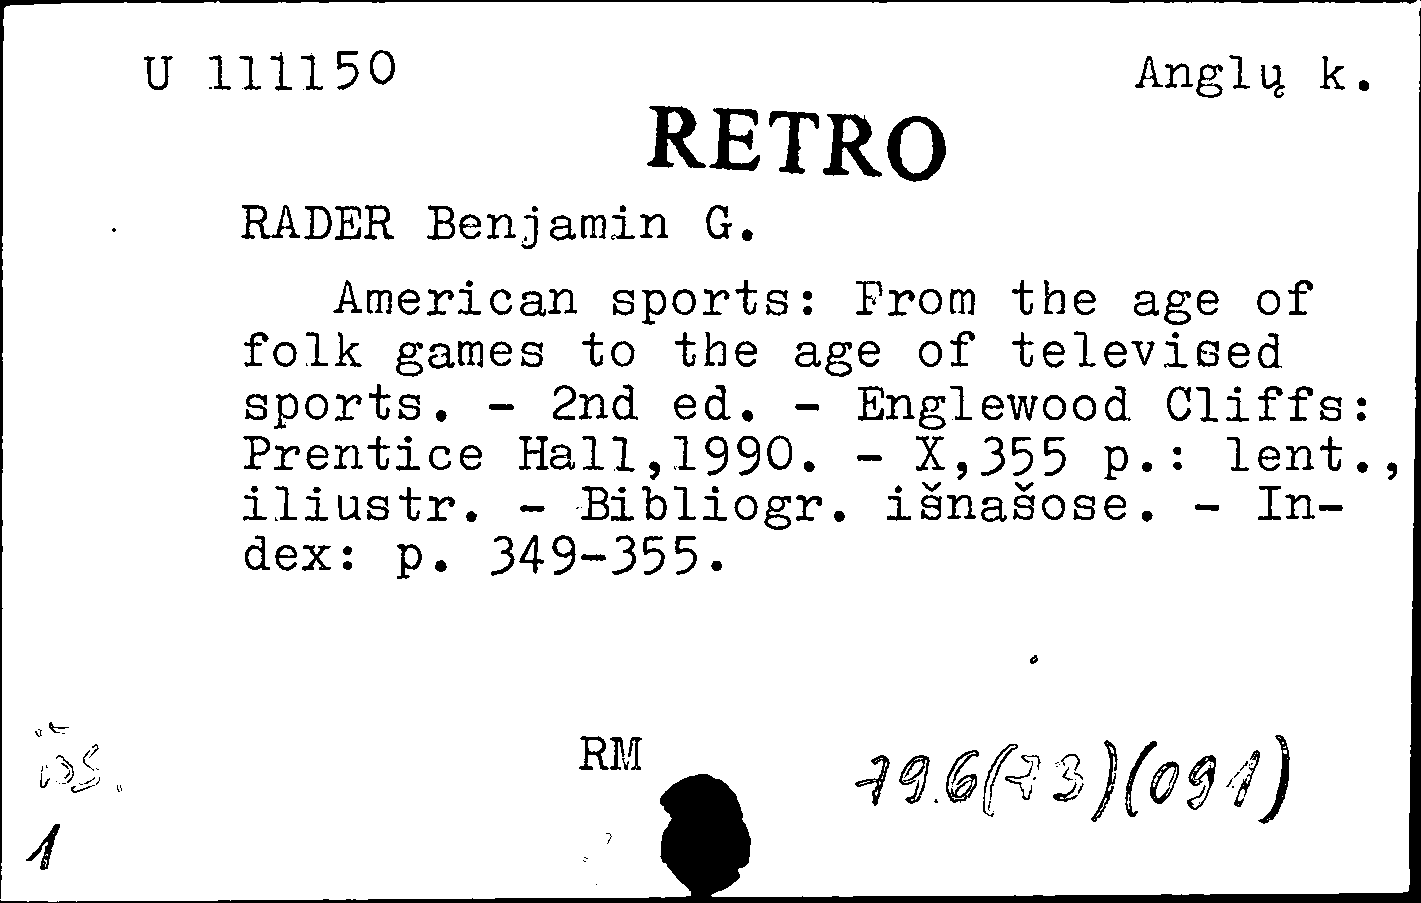 U 111150 Anglų k.
RETRO
RADER Benjamin G.
American sports: From the age of
folk games to the age of televised
sports. - 2nd ed. - Englewood Cliffs:
Prentice Hall,1990. - X,355 p.: lent.,
iliustr. - Bibliogr. išnašose. - In-
dex: p. 349-355.
RM 796(73)(091)
1